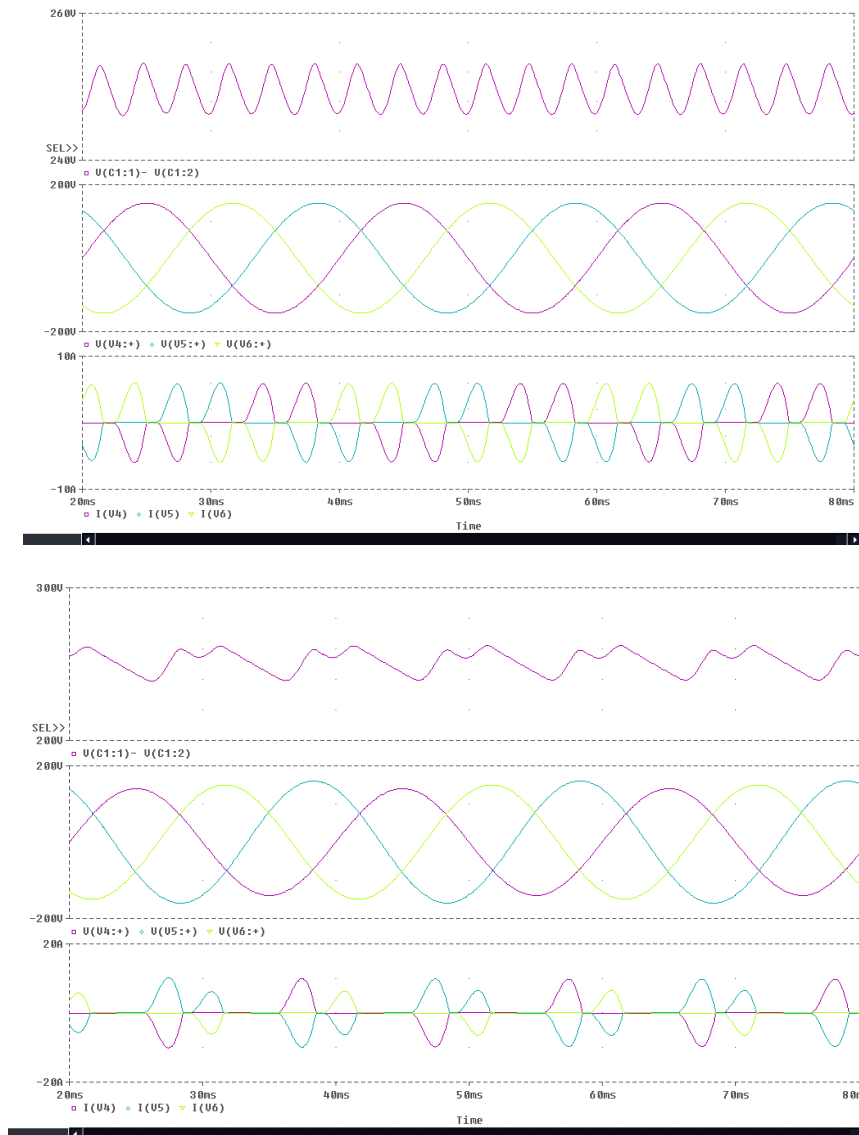 260V
SEL>>
240V
V(C1:1)- V(C1:2)
200V
-200V
V(V4:+) V(V5:+) V(V6:+)
10A
-10A
20ms 30ms 40ms 50ms 60ms 70ms 80ms
I(V4) I(V5) I(V6)
Time
300V
SEL>>
200V
V(C1:1)- V(C1:2)
200V
-200V
V(V4:+) V(V5:+) V(V6:+)
20A
-20A
20ms 30ms 40ms 50ms 60ms 70ms 80
I(V4) I(V5) I(V6)
Time